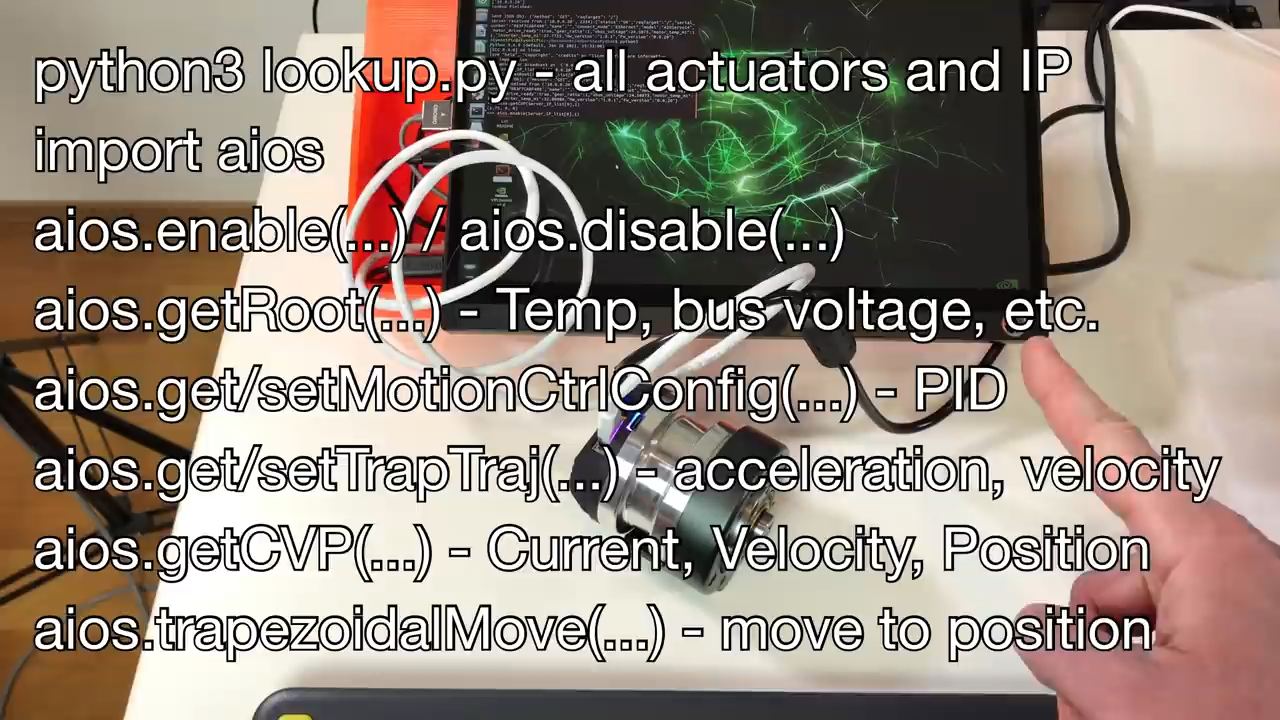 python3 lookup.py - all actuators and IP
import aios
aios.enable(...) / aios.disable(...)
aios.getRoot(...) - Temp, bus voltage, etc.
aios.get/setMotionCtrlConfig(...) - PID
aios.get/setTrapTraj(...) - acceleration, velocity
aios.getCVP(...) - Current, Velocity, Position
aios.trapezoidalMove(...) - move to position